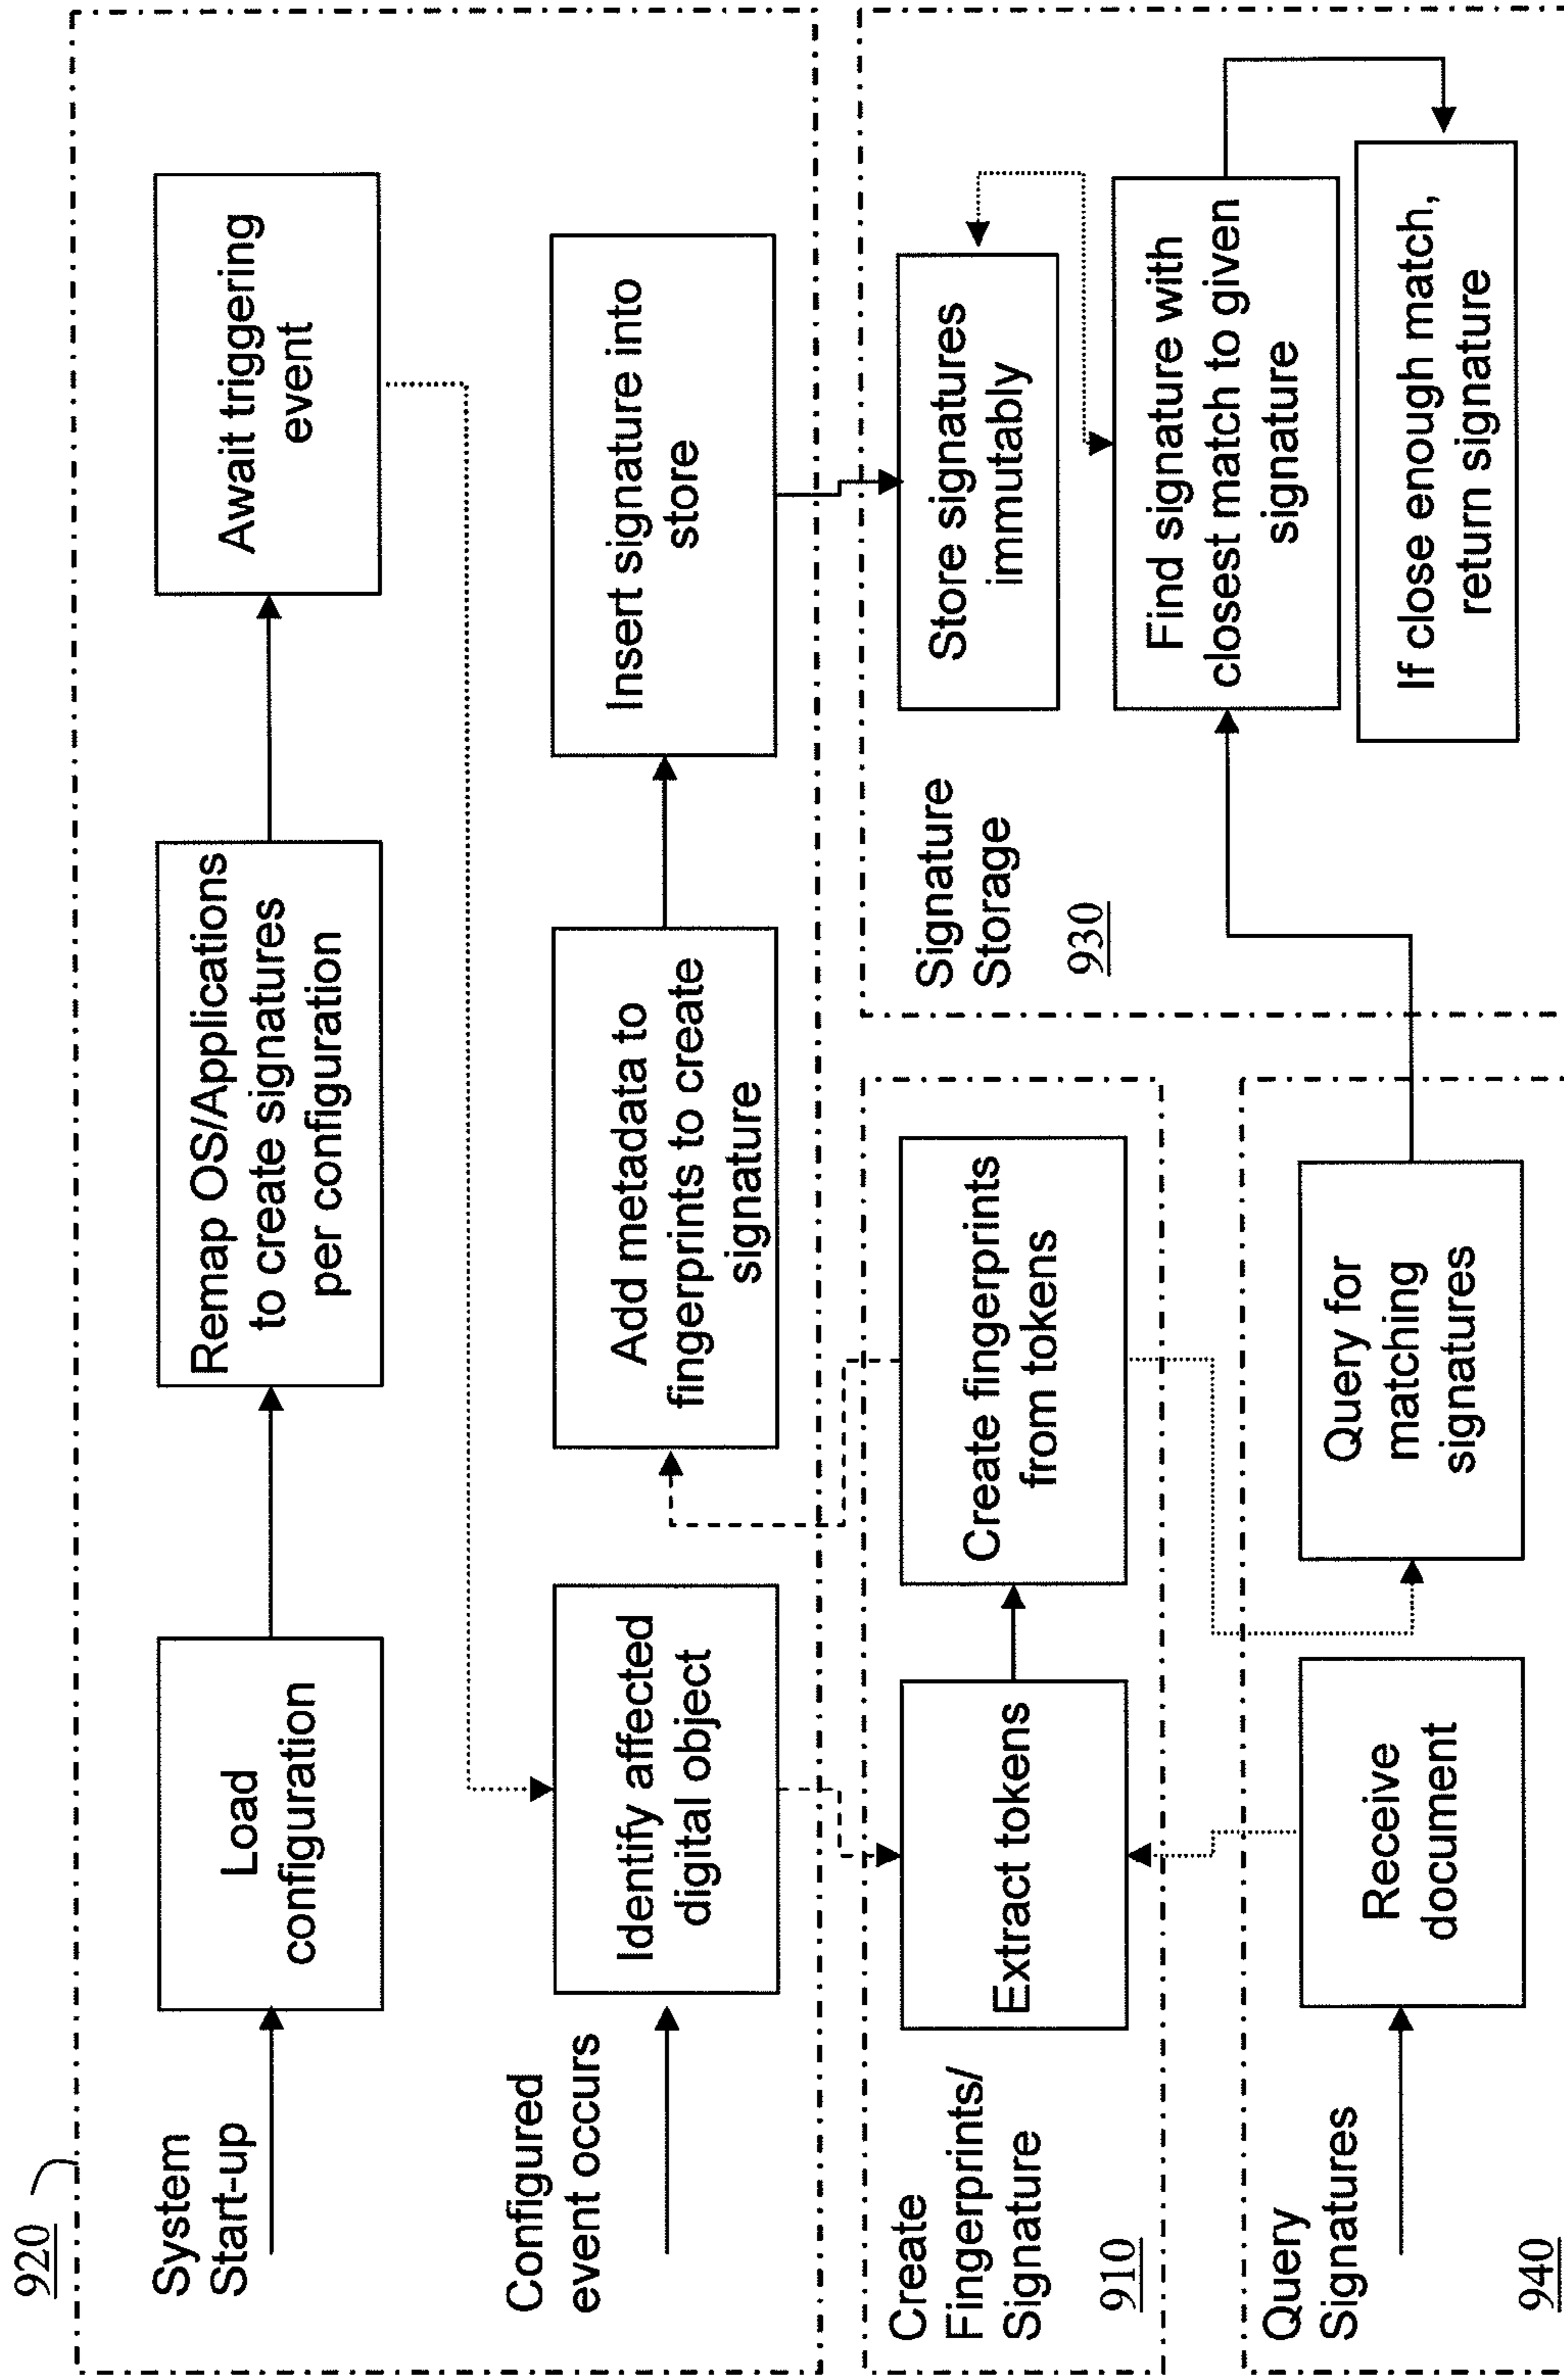 920
System
Start-up
Load
configuration
Remap OS/Applications
to create signatures
per configuration
Await triggering
event
Configured
event occurs
Identify affected
digital object
Add metadata to
fingerprints to create
signature
Insert signature into
store
Create
Fingerprints/
Signature
910
Extract tokens
Create fingerprints
from tokens
Signature
Storage
930
Store signatures
immutably
Find signature with
closest match to given
signature
If close enough match,
return signature
Query
Signatures
940
Receive
document
Query for
matching
signatures